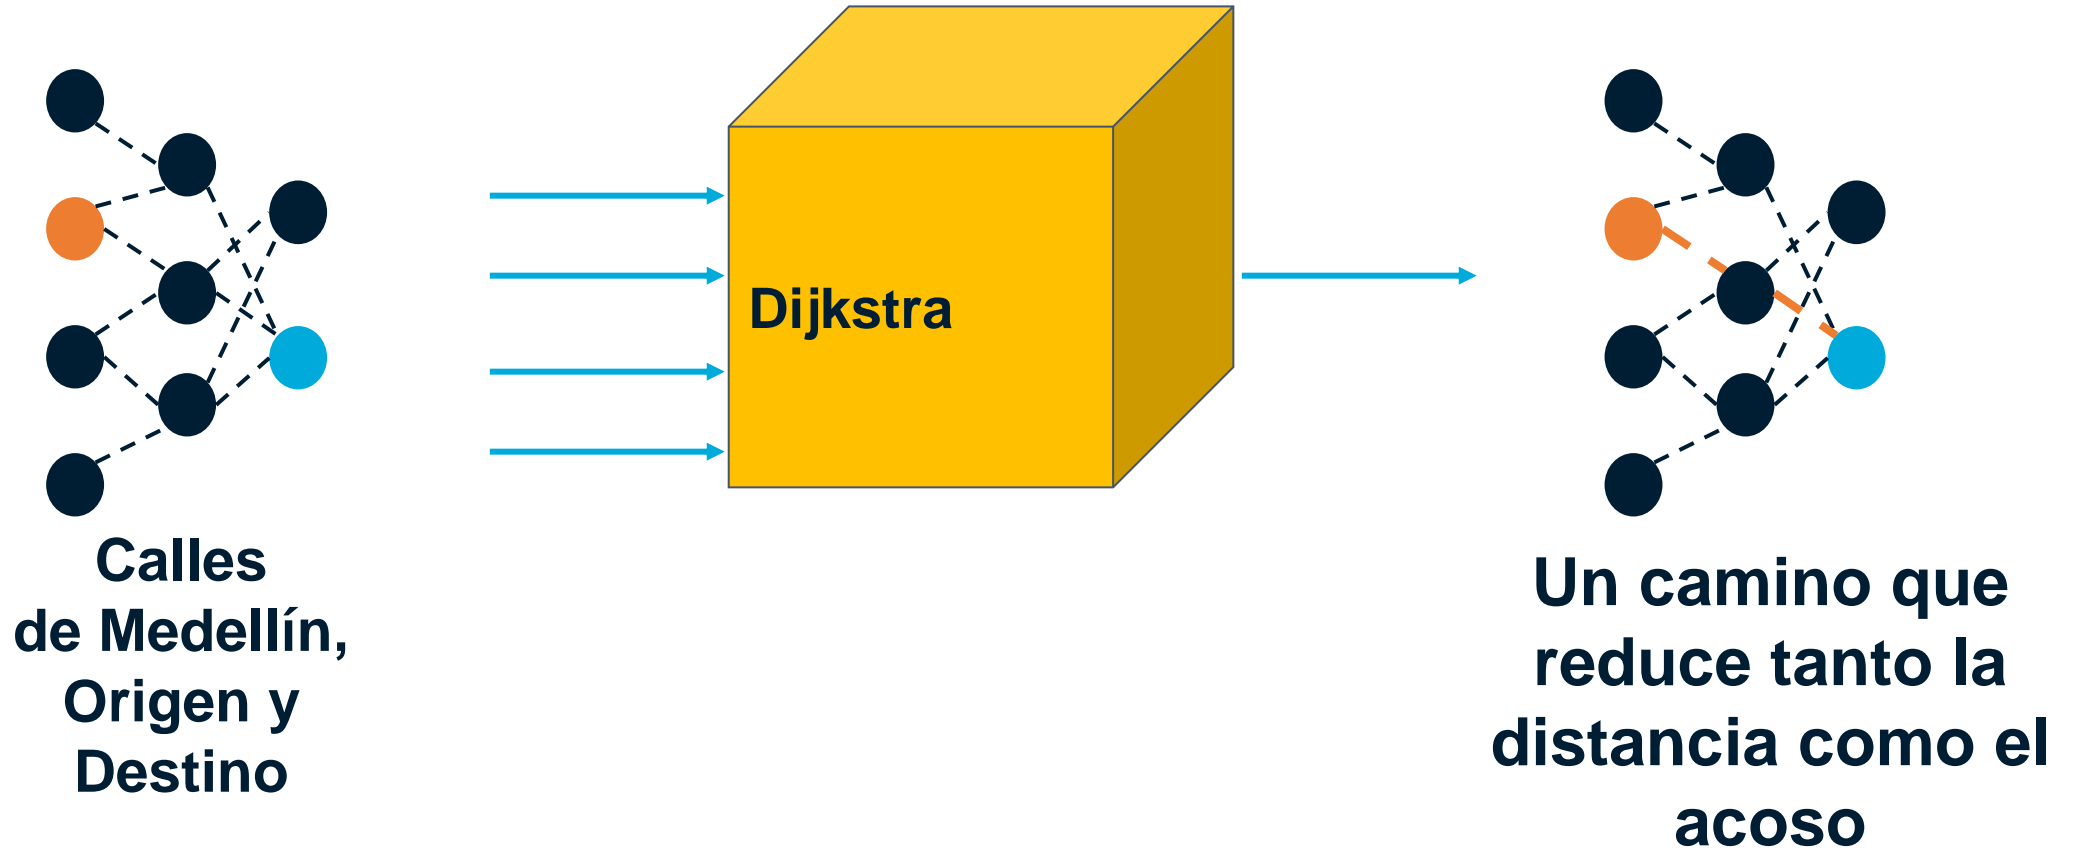 Dijkstra
Calles
de Medellín,
Origen y
Destino
Un camino que
reduce tanto la
distancia como el
acoso